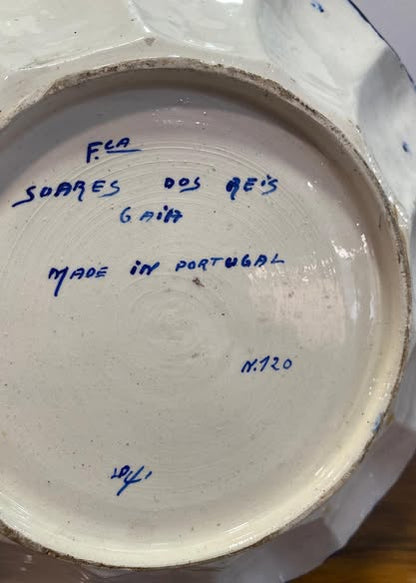 F.CA
SOARES DOS REIS
GAIA
MADE IN PORTUGAL
N.120